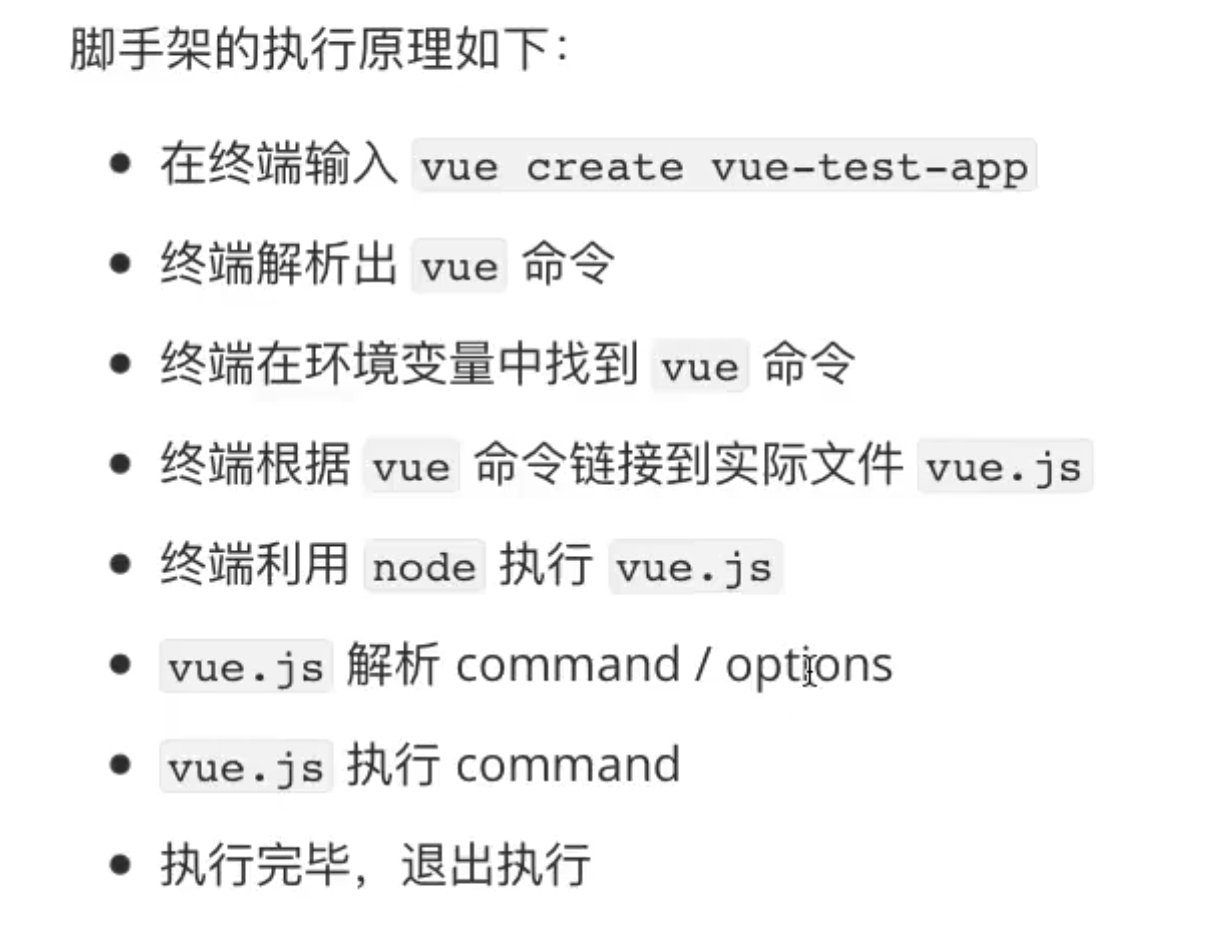 脚手架的执行原理如下：
在终端输入 vue create vue-test-app
终端解析出 vue 命令
终端在环境变量中找到 vue 命令
终端根据 vue 命令链接到实际文件 vue.js
终端利用 node 执行 vue.js
vue.js 解析 command / options
vue.js 执行 command
执行完毕，退出执行